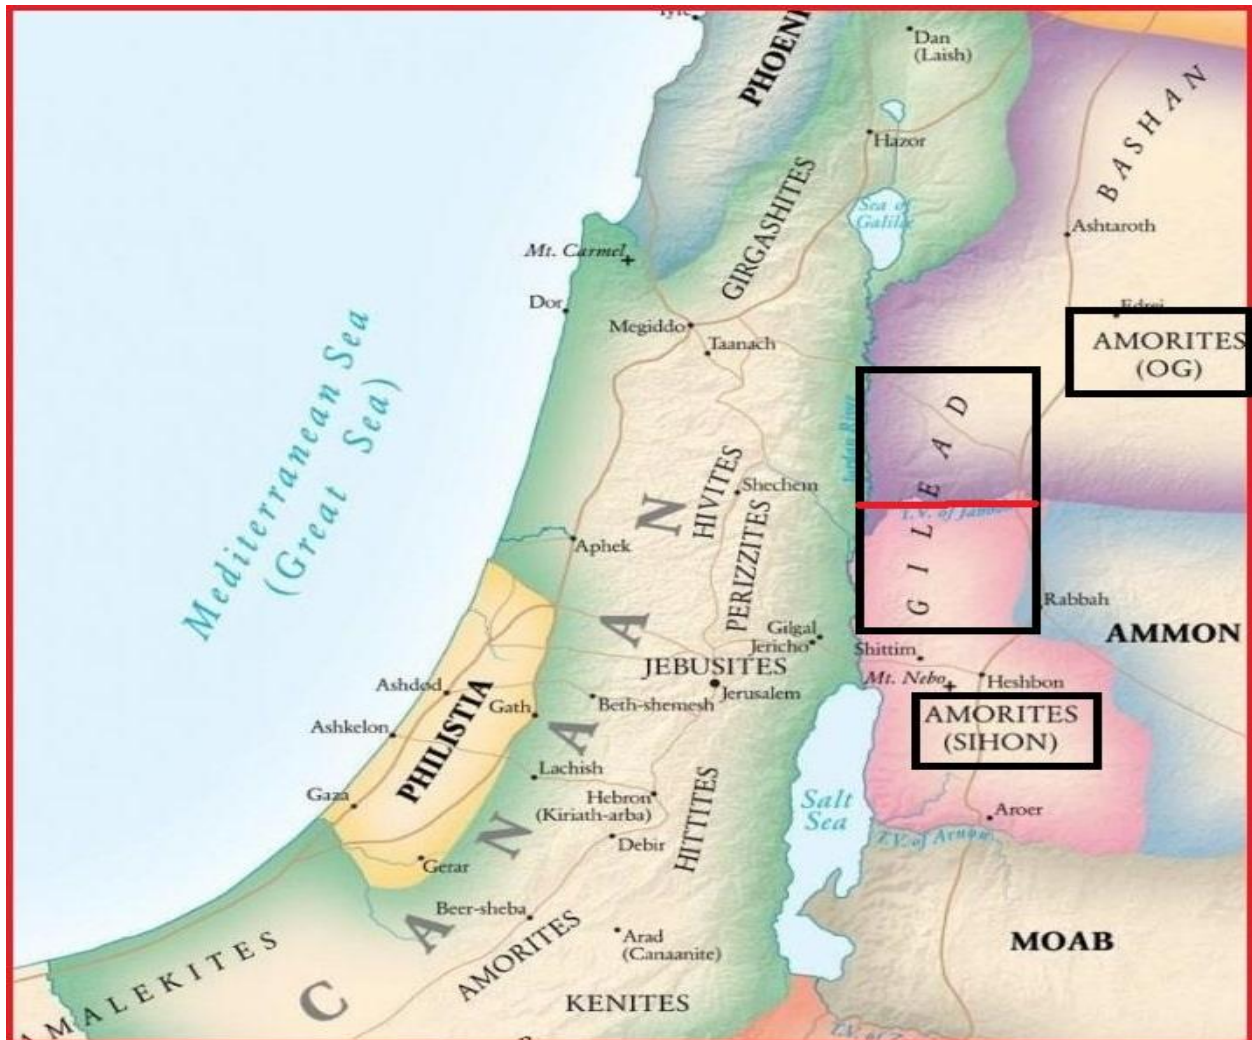 PHOENI
Dan
(Laish)
BASHAN
Hazor
GIRGASHITES
Sea of
Galilee
Ashtaroth
Mt. Carmel
Dor
Edrei
Megiddo
AMORITES
(OG)
Taanach
Mediterranean Sea
(Great Sea)
GILEAD
Jordan River
HIVITES
Shechem
PERIZZITES
CANAAN
Aphek
Rabbah
AMMON
Gilgal
Jericho
Shittim
JEBUSITES
Mt. Nebo
Heshbon
Ashdod
PHILISTIA
Jerusalem
Gath
Beth-shemesh
AMORITES
(SIHON)
Ashkelon
Lachish
Gaza
Hebron
(Kiriath-arba)
HITTITES
Salt
Sea
Aroer
Debir
T.V. of Arnon
Gerar
Beer-sheba
AMORITES
Arad
(Canaanite)
MOAB
AMALEKITES
KENITES